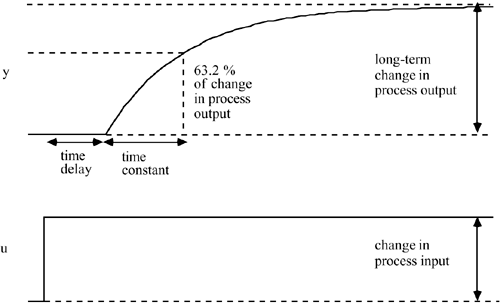 y
63.2 %
of change
in process
output
long-term
change in
process output
time
delay
time
constant
u
change in
process input